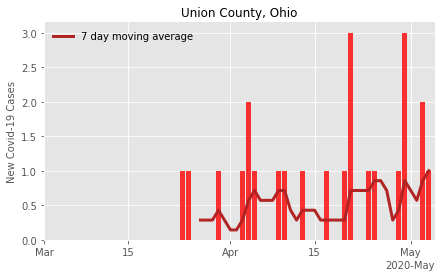 Union County, Ohio
7 day moving average
New Covid-19 Cases
3.0
2.5
2.0
1.5
1.0
0.5
0.0
Mar 15 Apr 15 May
2020-May